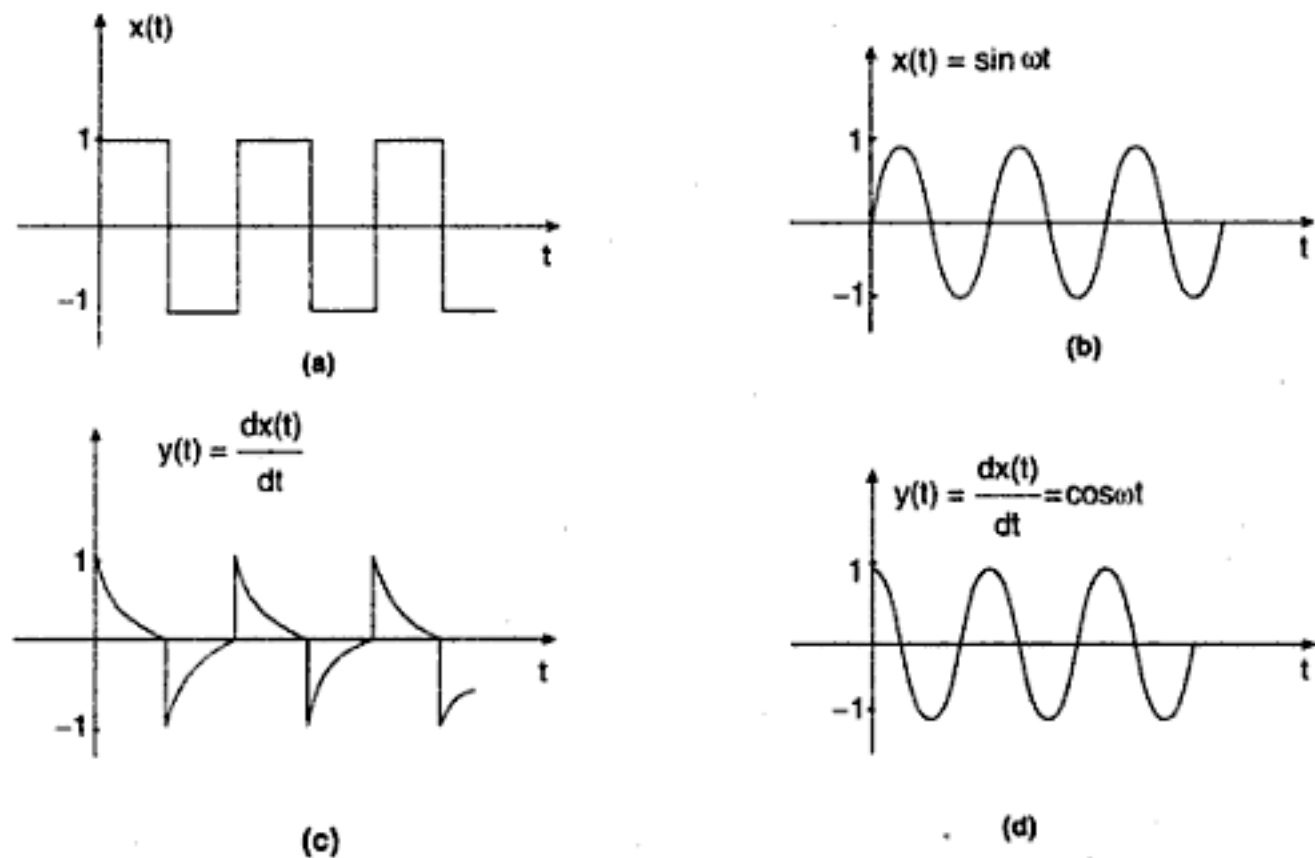 x(t)
1
t
−1
(a)
x(t) = sin ωt
1
t
−1
(b)
y(t) = dx(t)
dt
1
t
−1
(c)
y(t) = dx(t) = cosωt
dt
1
t
−1
(d)